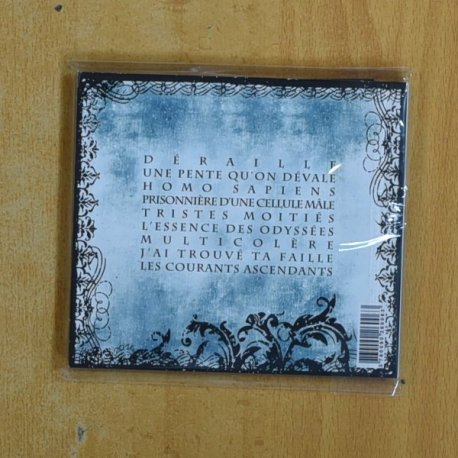 DÉRAILLE
UNE PENTE QU'ON DÉVALE
HOMO SAPIENS
PRISONNIÈRE D'UNE CELLULE MÂLE
TRISTES MOITIÉS
L'ESSENCE DES ODYSSÉES
MULTICOLÈRE
J'AI TROUVÉ TA FAILLE
LES COURANTS ASCENDANTS